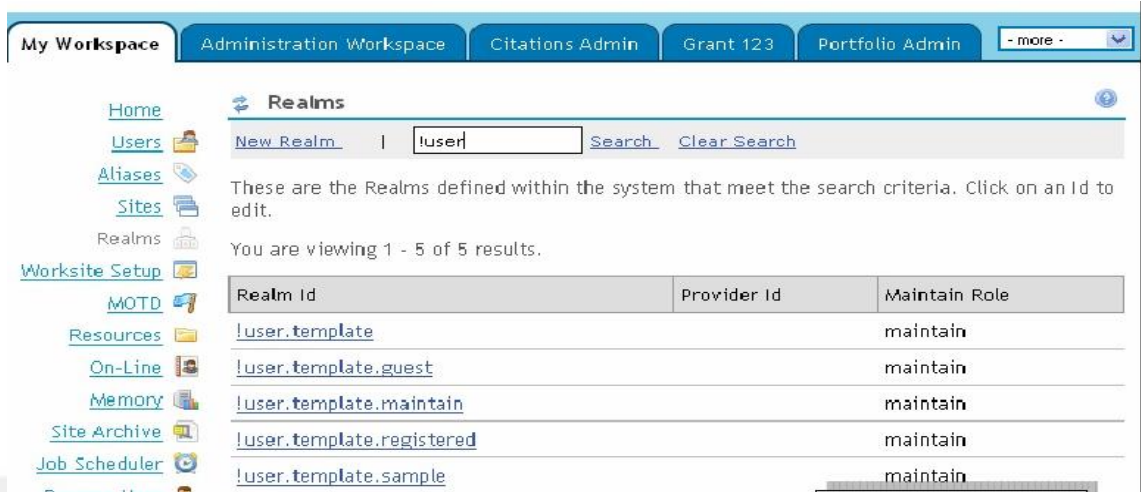 My Workspace
Administration Workspace
Citations Admin
Grant 123
Portfolio Admin
- more -
Home
Users
Aliases
Sites
Realms
Worksite Setup
MOTD
Resources
On-Line
Memory
Site Archive
Job Scheduler
Realms
New Realm | !user Search Clear Search
These are the Realms defined within the system that meet the search criteria. Click on an Id to
edit.
You are viewing 1 - 5 of 5 results.
Realm Id Provider Id Maintain Role
!user.template maintain
!user.template.guest maintain
!user.template.maintain maintain
!user.template.registered maintain
!user.template.sample maintain